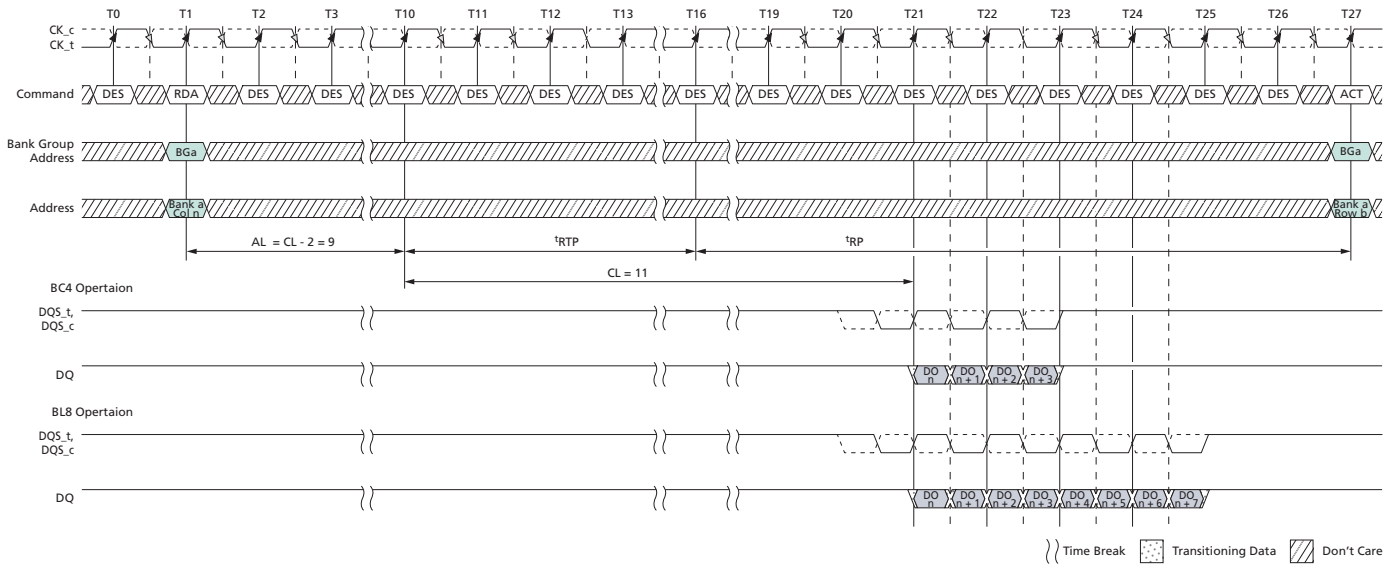 T0 T1 T2 T3 T10 T11 T12 T13 T16 T19 T20 T21 T22 T23 T24 T25 T26 T27
CK_c
CK_t
Command DES RDA DES DES DES DES DES DES DES DES DES DES DES DES DES DES DES ACT
Bank Group
Address BGa BGa
Address Bank a
Col n Bank a
Row b
AL = CL - 2 = 9 tRTP tRP
CL = 11
BC4 Opertaion
DQS_t,
DQS_c
DQ DO
n DO
n + 1 DO
n + 2 DO
n + 3
BL8 Opertaion
DQS_t,
DQS_c
DQ DO
n DO
n + 1 DO
n + 2 DO
n + 3 DO
n + 4 DO
n + 5 DO
n + 6 DO
n + 7
Time Break Transitioning Data Don't Care